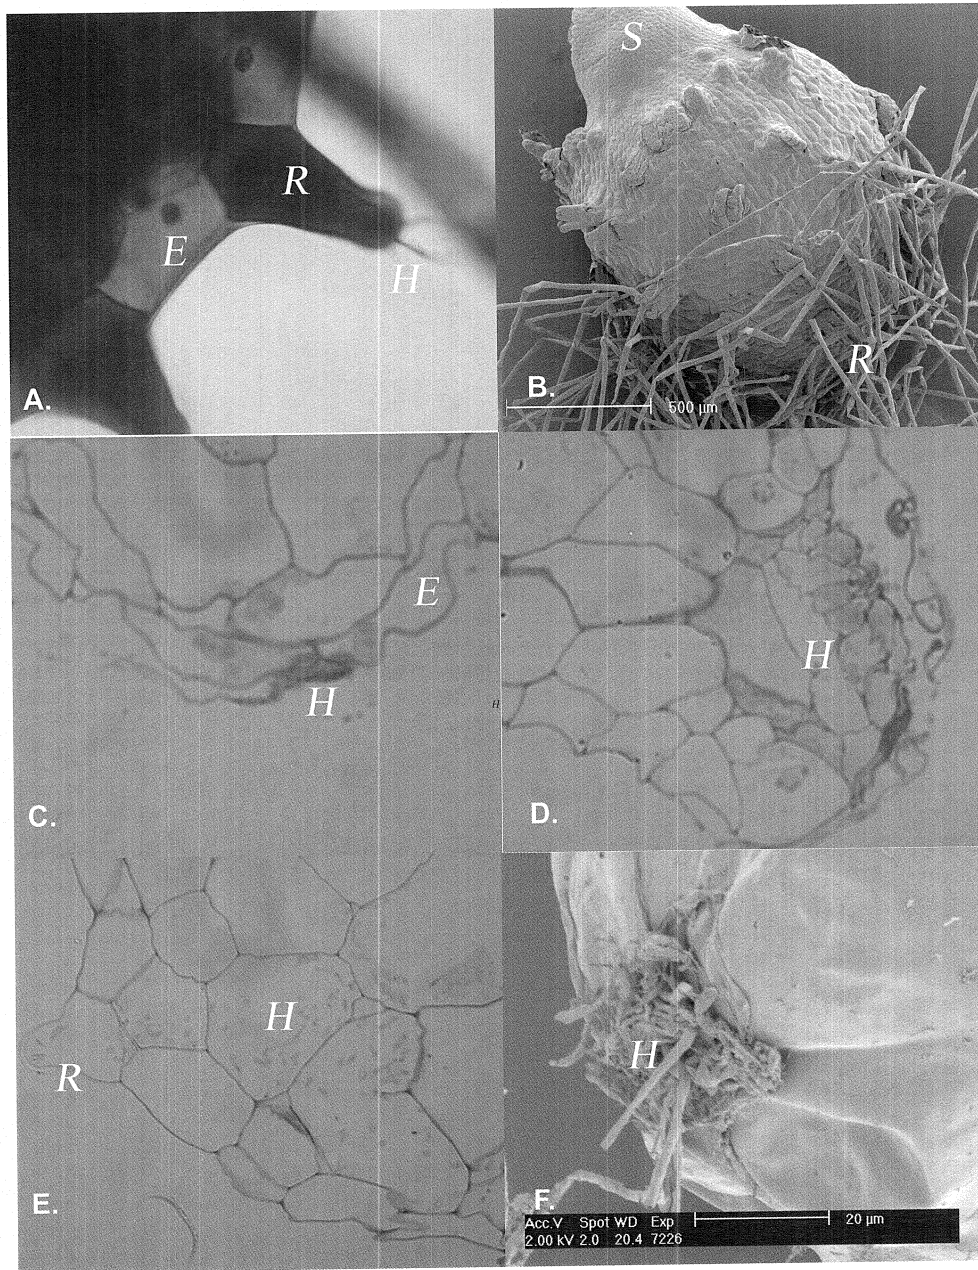 R
E
H
A.
S
R
B.
500 µm
E
H
C.
H
H
D.
H
R
E.
H
F.
Acc.V Spot WD Exp
2.00 kV 2.0 20.4 7226
20 µm